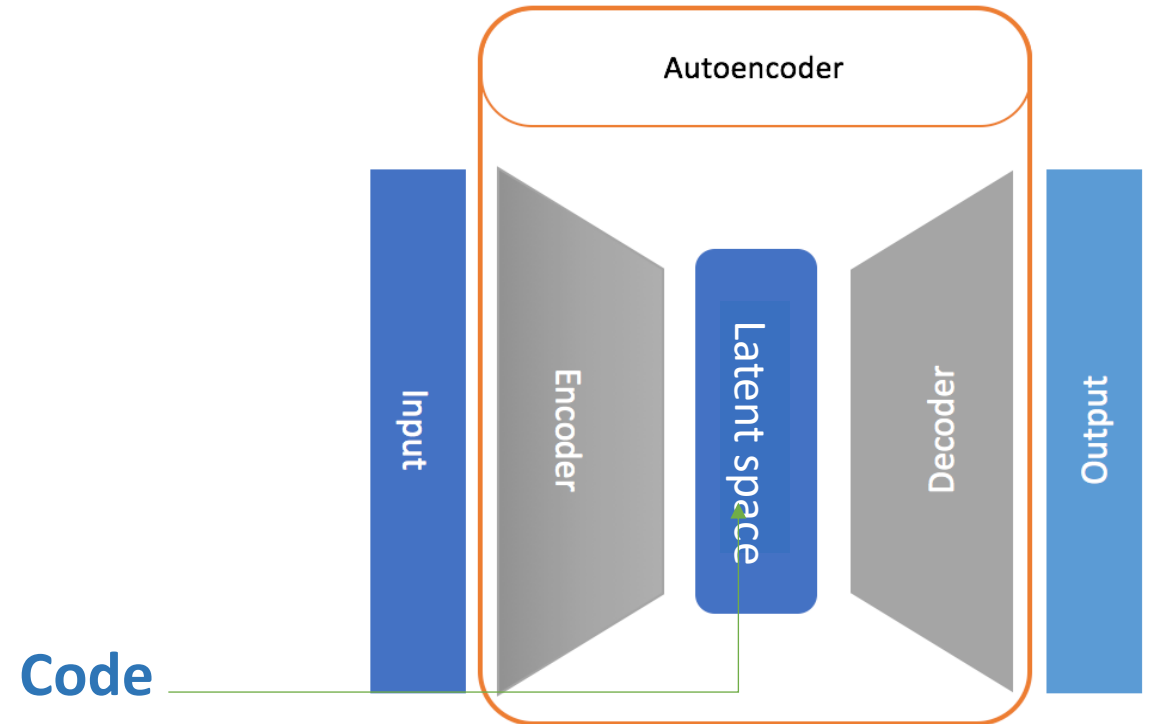 Autoencoder
Input
Encoder
Latent space
Decoder
Output
Code